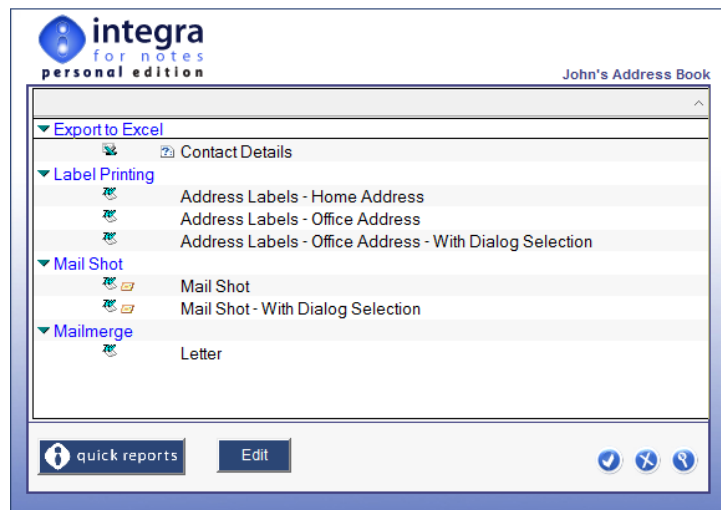 integra
for notes
personal edition
John's Address Book
Export to Excel
Contact Details
Label Printing
Address Labels - Home Address
Address Labels - Office Address
Address Labels - Office Address - With Dialog Selection
Mail Shot
Mail Shot
Mail Shot - With Dialog Selection
Mailmerge
Letter
quick reports
Edit